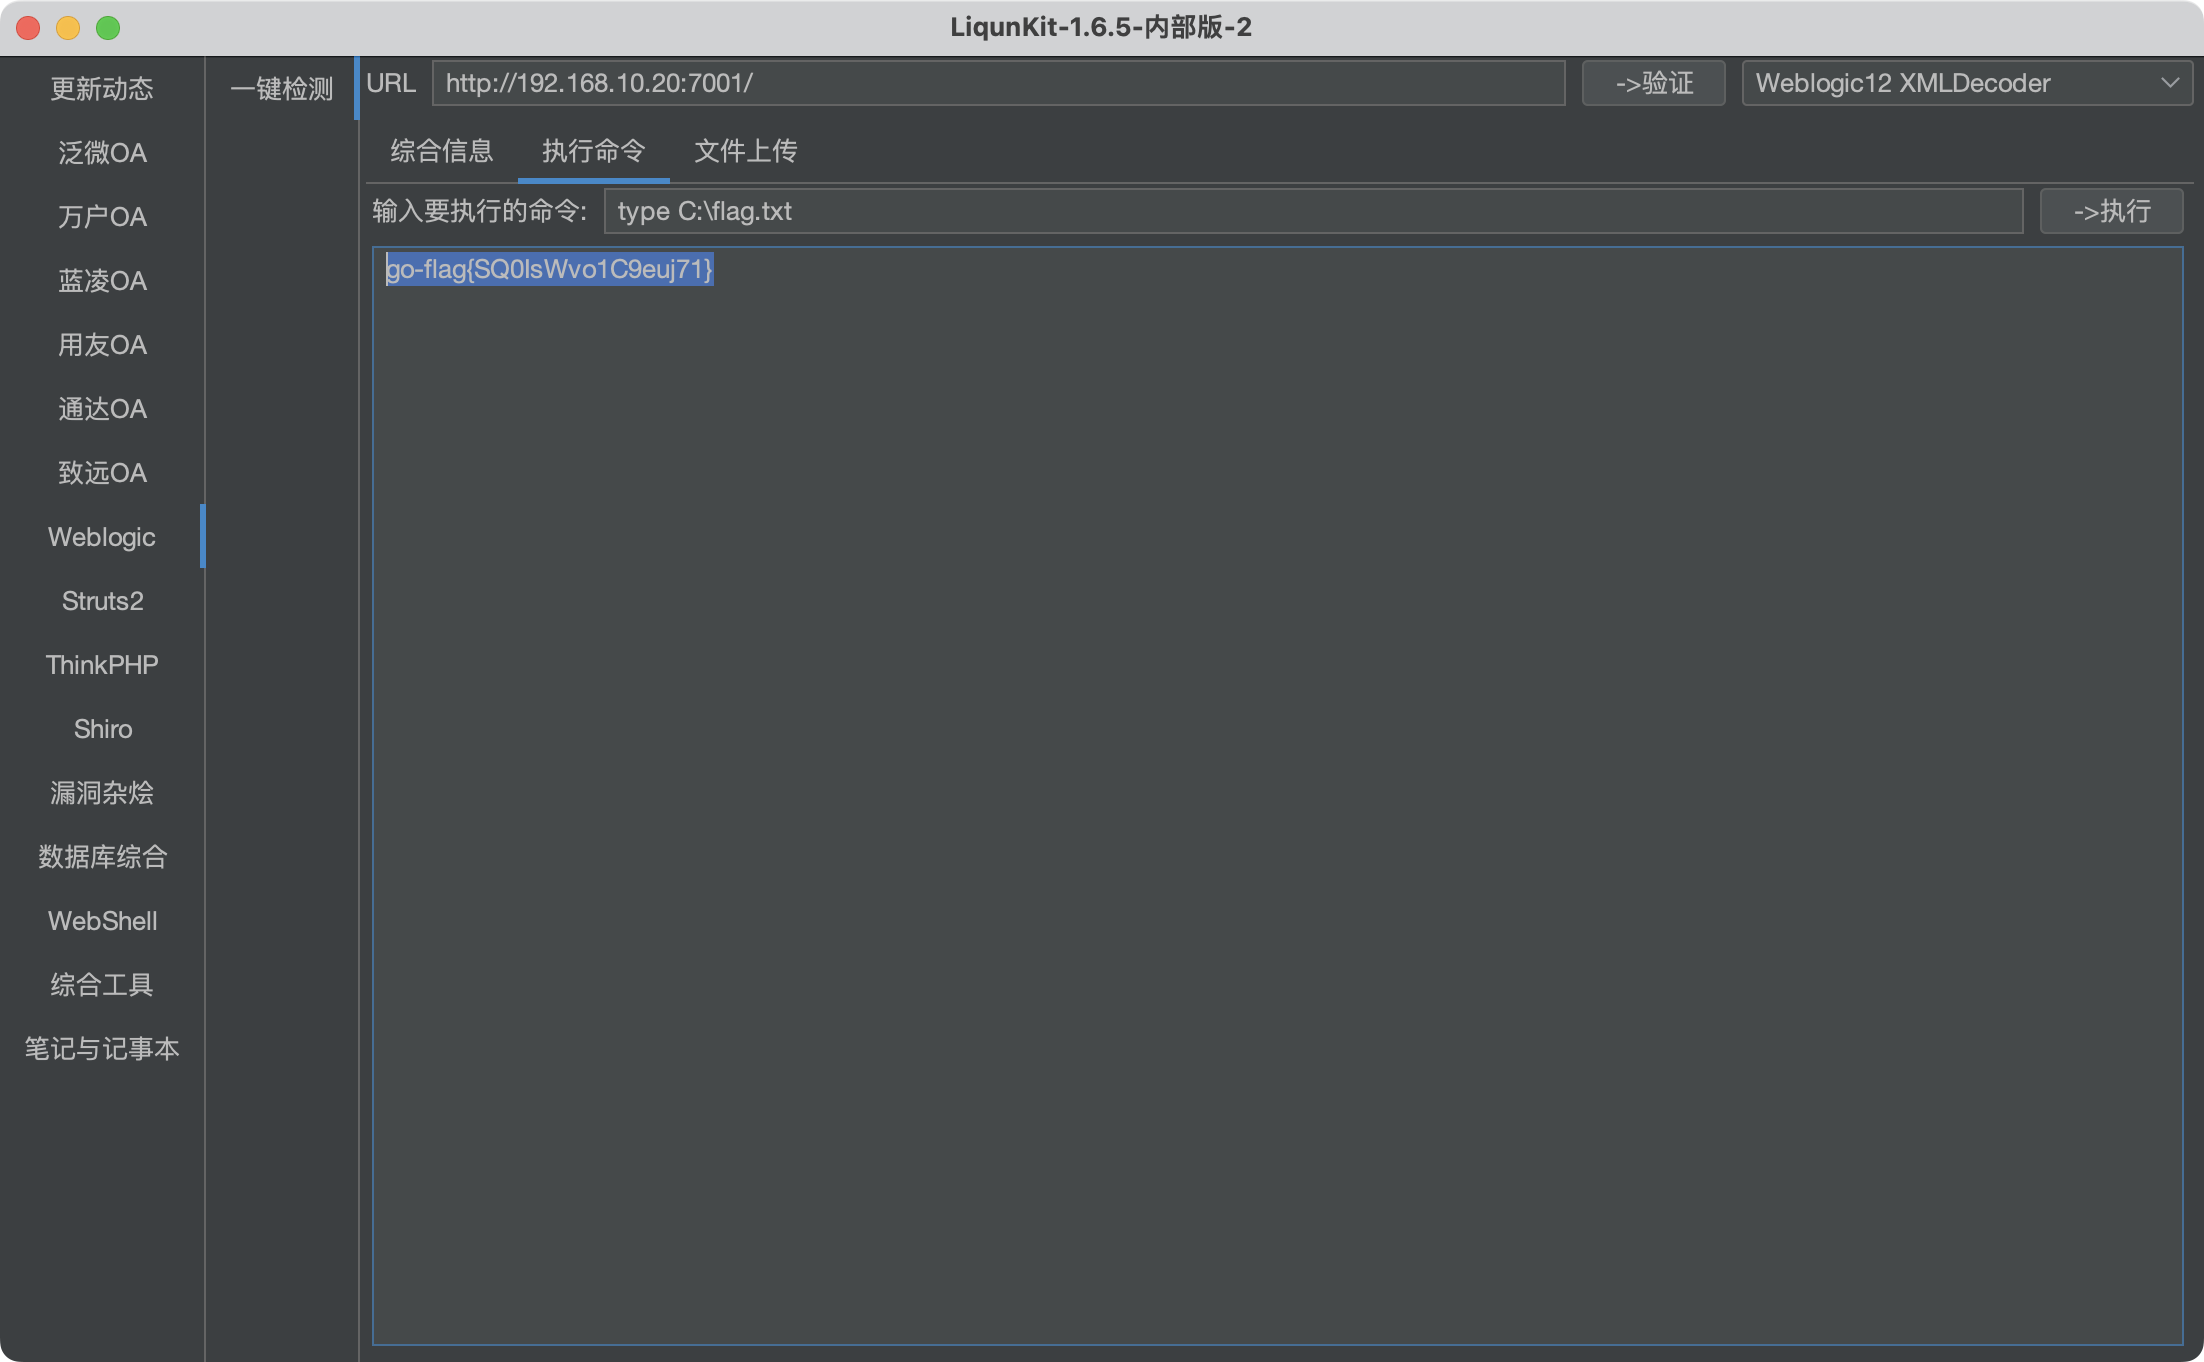 LiqunKit-1.6.5-内部版-2
更新动态
泛微OA
万户OA
蓝凌OA
用友OA
通达OA
致远OA
Weblogic
Struts2
ThinkPHP
Shiro
漏洞杂烩
数据库综合
WebShell
综合工具
笔记与记事本
一键检测
URL http://192.168.10.20:7001/ ->验证 Weblogic12 XMLDecoder
综合信息 执行命令 文件上传
输入要执行的命令: type C:\flag.txt ->执行
go-flag{SQ0IsWvo1C9euj71}